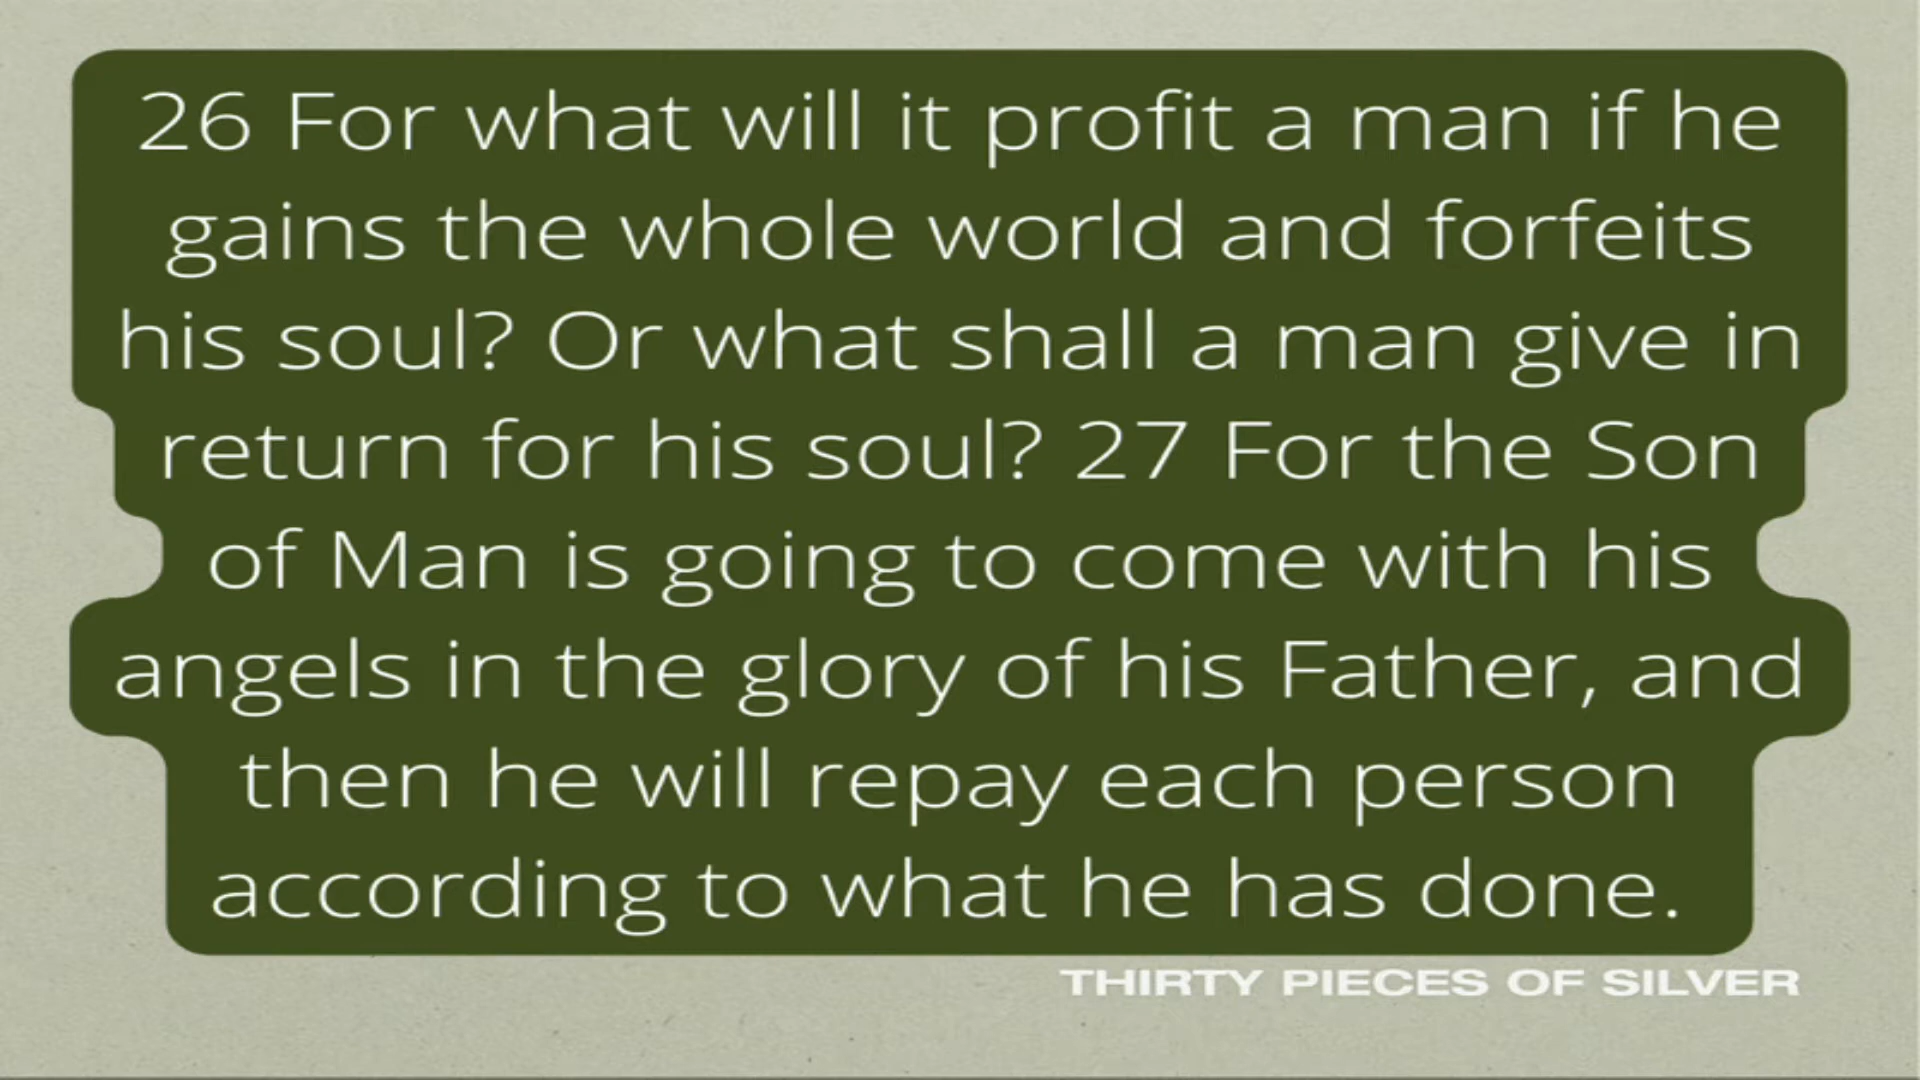 26 For what will it profit a man if he
gains the whole world and forfeits
his soul? Or what shall a man give in
return for his soul? 27 For the Son
of Man is going to come with his
angels in the glory of his Father, and
then he will repay each person
according to what he has done.
THIRTY PIECES OF SILVER